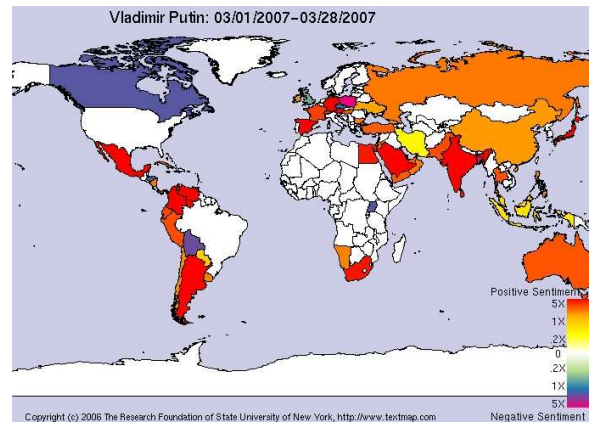 Vladimir Putin: 03/01/2007-03/28/2007
Positive Sentiment
5X
1X
.2X
0
.2X
1X
5X
Negative Sentiment
Copyright (c) 2006 The Research Foundation of State University of New York, http://www.textmap.com